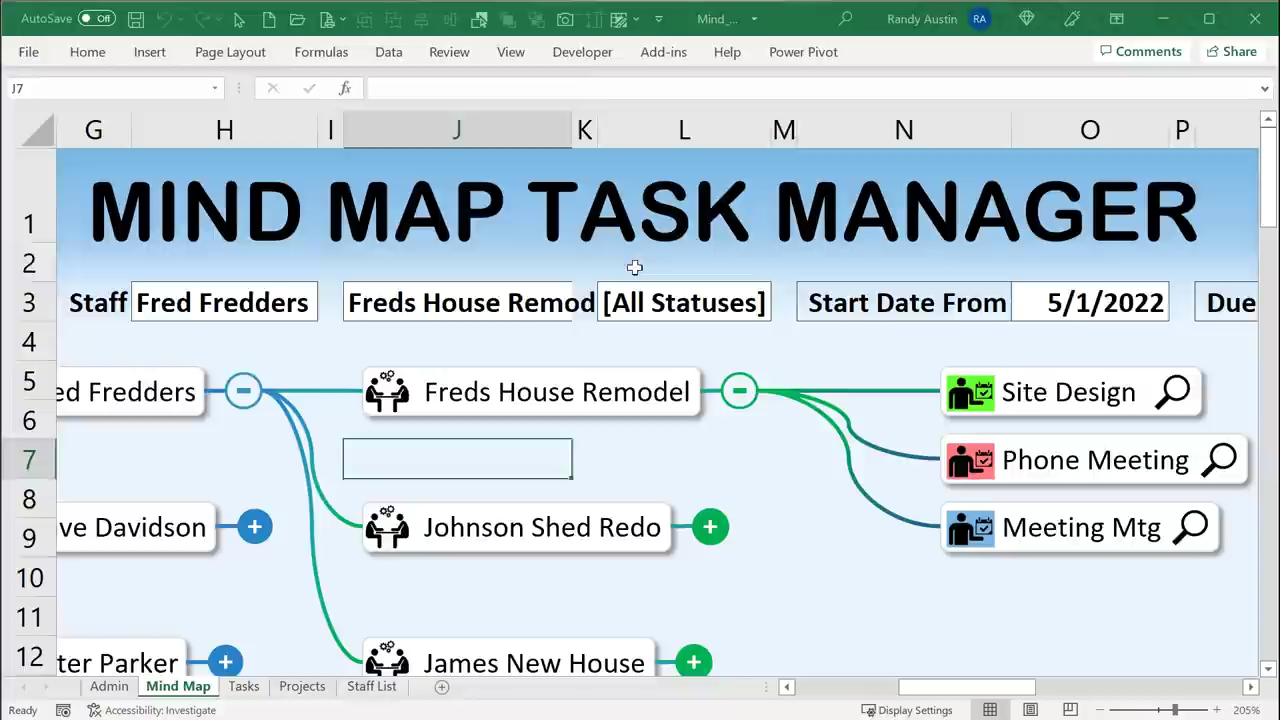 AutoSave Off Mind_... Randy Austin RA
File Home Insert Page Layout Formulas Data Review View Developer Add-ins Help Power Pivot Comments Share
J7 fx
G H I J K L M N O P
1 MIND MAP TASK MANAGER
2
3 Staff Fred Fredders Freds House Remod [All Statuses] Start Date From 5/1/2022 Due
4
5 ed Fredders Freds House Remodel Site Design
6
7 Phone Meeting
8
9 ve Davidson Johnson Shed Redo Meeting Mtg
10
11
12 ter Parker James New House
Admin Mind Map Tasks Projects Staff List
Ready Accessibility: Investigate Display Settings 205%